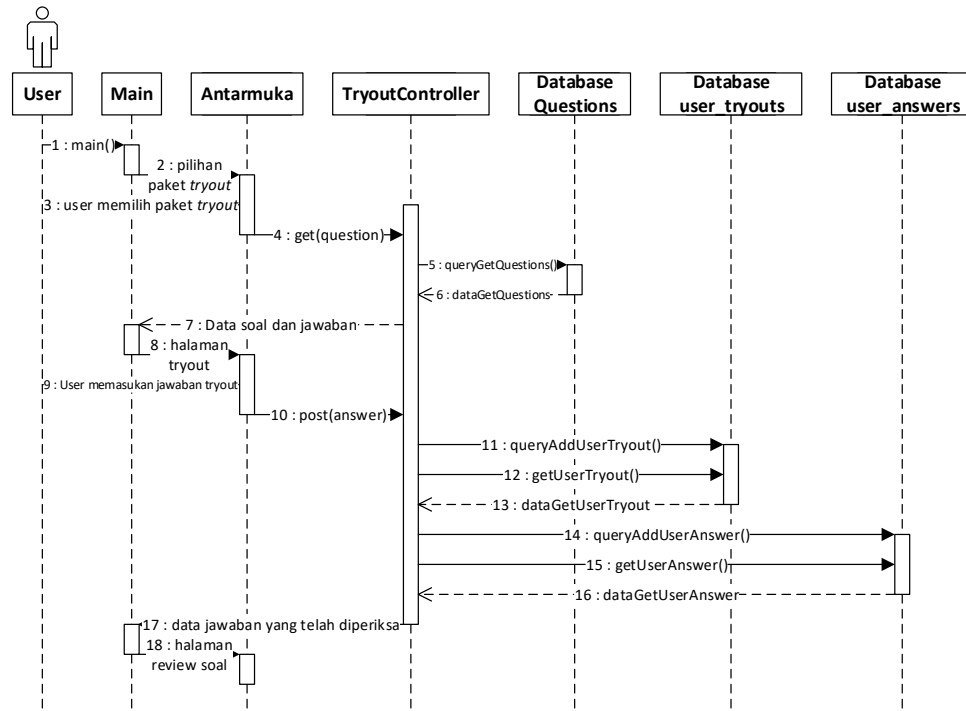 User
Main
Antarmuka
TryoutController
Database
Questions
Database
user_tryouts
Database
user_answers
1 : main()
2 : pilihan
paket tryout
3 : user memilih paket tryout
4 : get(question)
5 : queryGetQuestions()
6 : dataGetQuestions
7 : Data soal dan jawaban
8 : halaman
tryout
9 : User memasukan jawaban tryout
10 : post(answer)
11 : queryAddUserTryout()
12 : getUserTryout()
13 : dataGetUserTryout
14 : queryAddUserAnswer()
15 : getUserAnswer()
16 : dataGetUserAnswer
17 : data jawaban yang telah diperiksa
18 : halaman
review soal